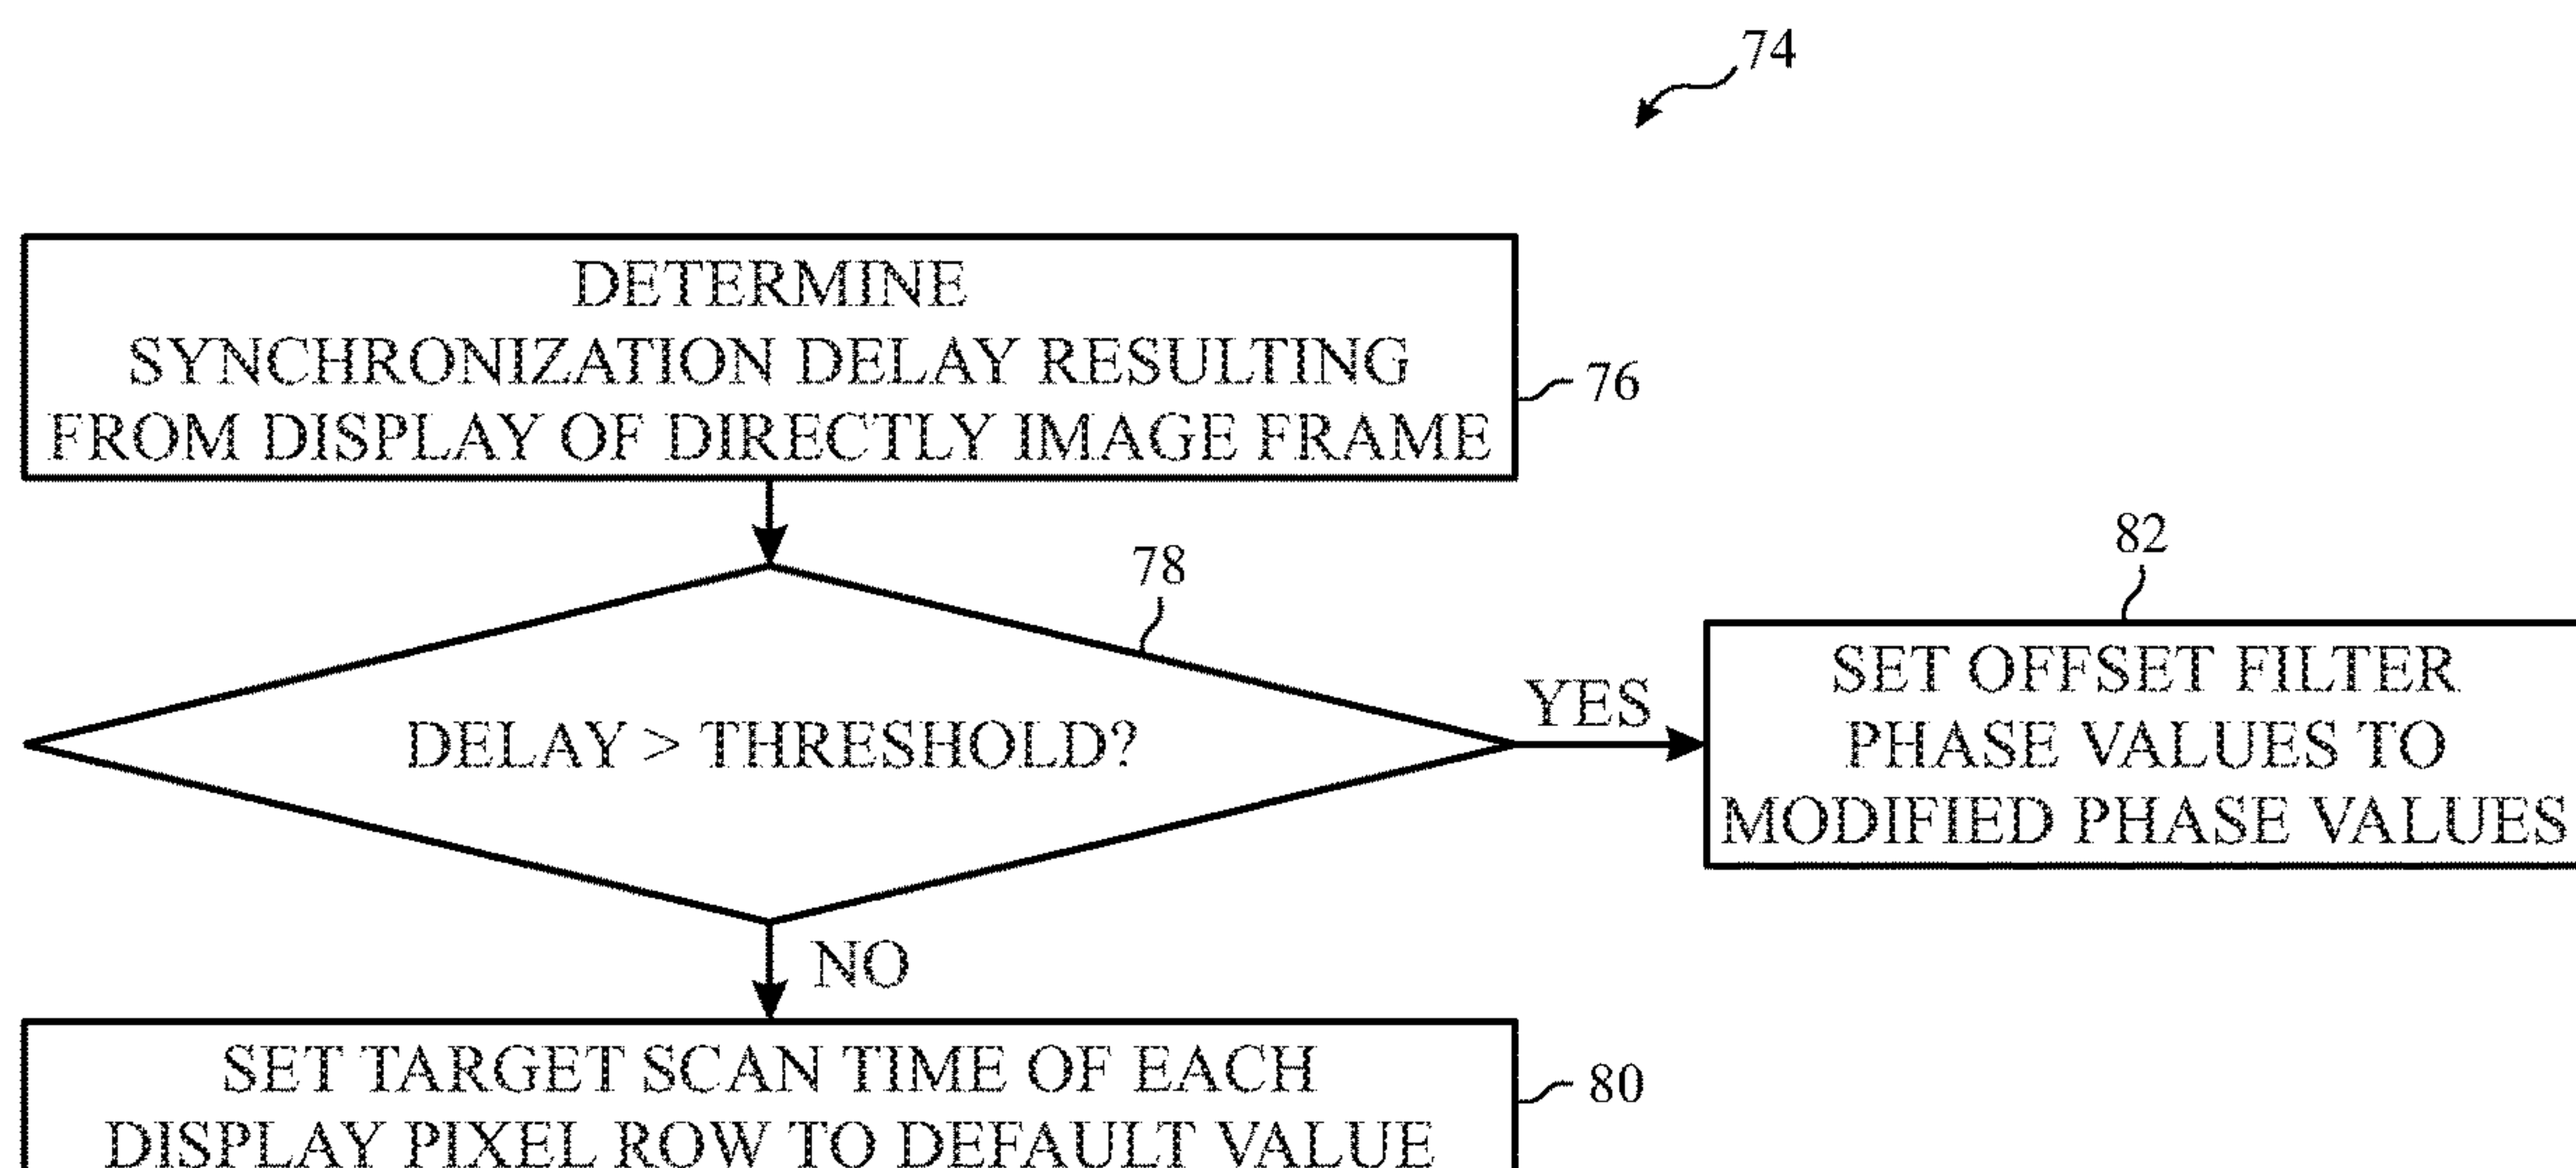 74
DETERMINE
SYNCHRONIZATION DELAY RESULTING
FROM DISPLAY OF DIRECTLY IMAGE FRAME
76
78
DELAY > THRESHOLD?
YES
82
SET OFFSET FILTER
PHASE VALUES TO
MODIFIED PHASE VALUES
NO
SET TARGET SCAN TIME OF EACH
DISPLAY PIXEL ROW TO DEFAULT VALUE
80